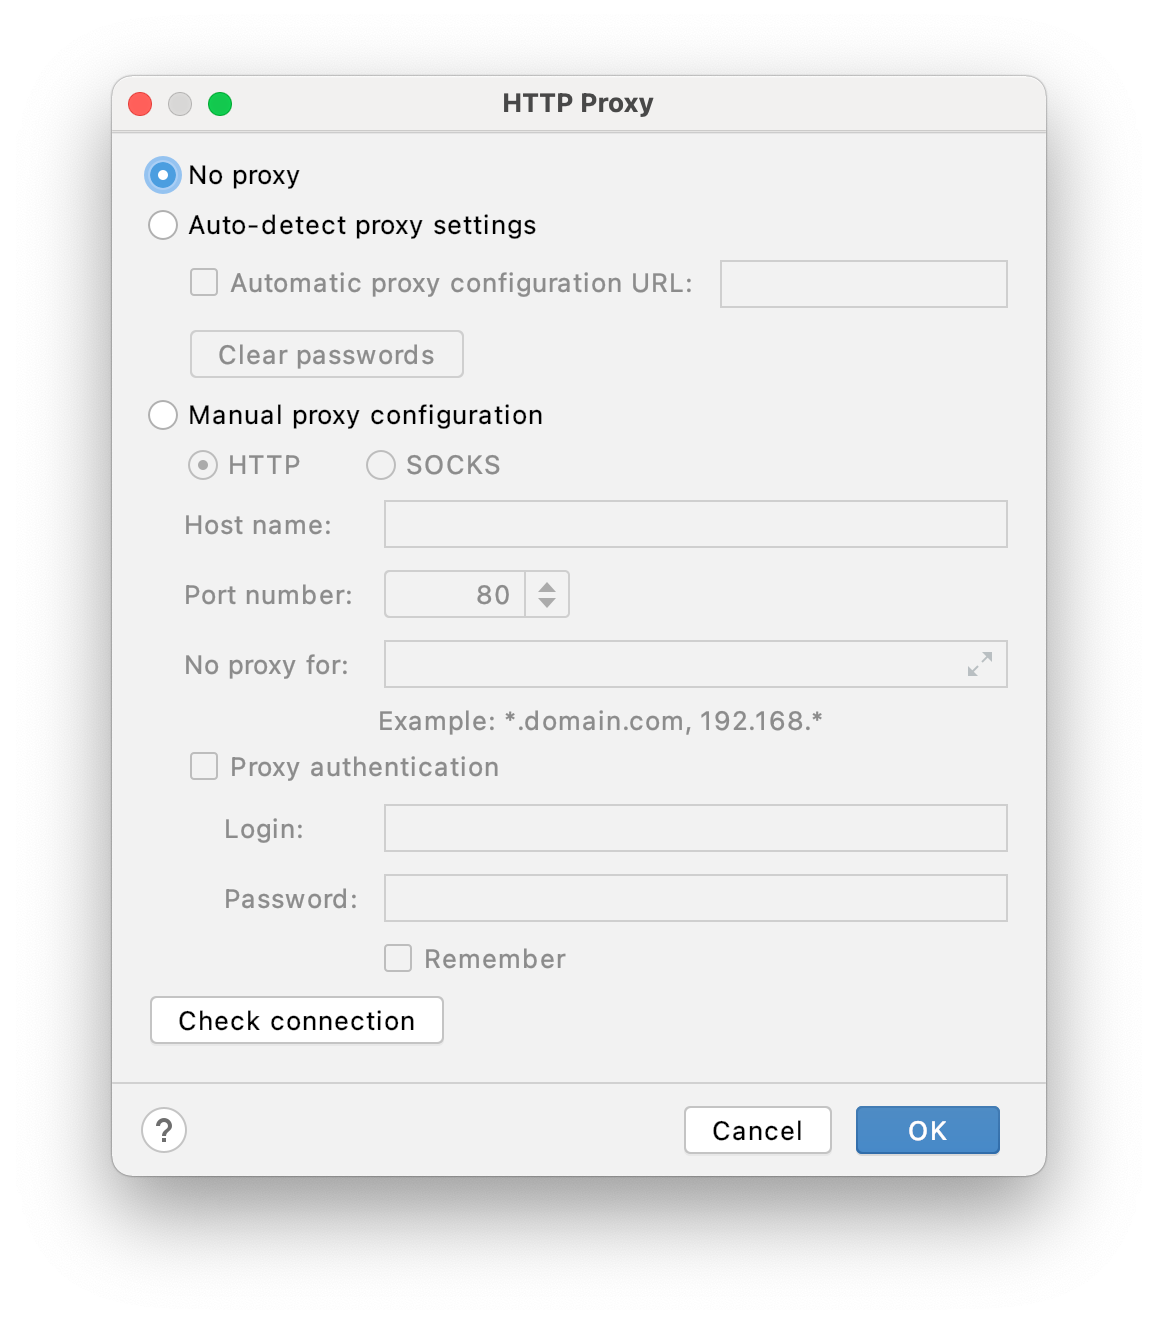 HTTP Proxy
No proxy
Auto-detect proxy settings
Automatic proxy configuration URL:
Clear passwords
Manual proxy configuration
HTTP SOCKS
Host name:
Port number: 80
No proxy for:
Example: *.domain.com, 192.168.*
Proxy authentication
Login:
Password:
Remember
Check connection
? Cancel OK